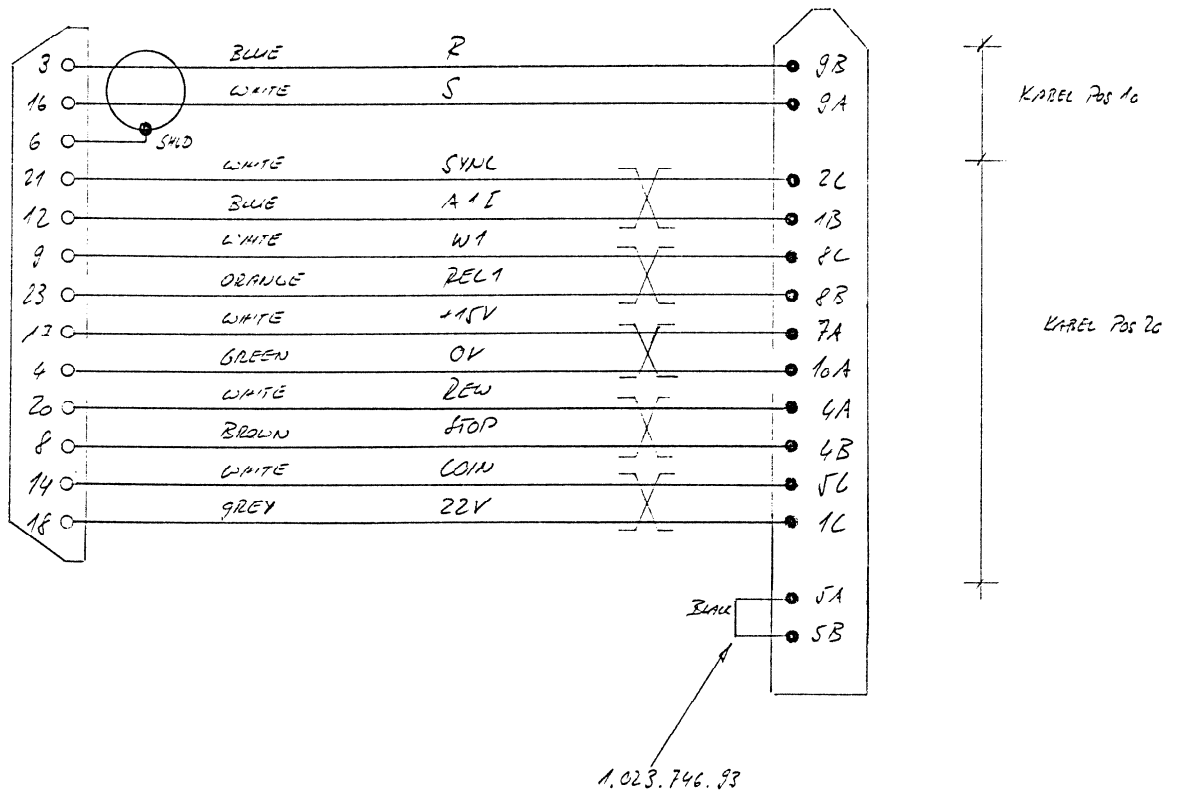 3 BLUE R 9B
16 WHITE S 9A
KABEL POS 10
6 SHLD
21 WHITE SYNC 2C
12 BLUE A1I 1B
9 WHITE W1 8C
23 ORANGE REL1 8B
WHITE +15V 7A
KABEL POS 20
4 GREEN 0V 10A
20 WHITE REW 4A
8 BROWN STOP 4B
14 WHITE COIN 5C
18 GREY 22V 1C
5A
BLACK
5B
1.023.746.93